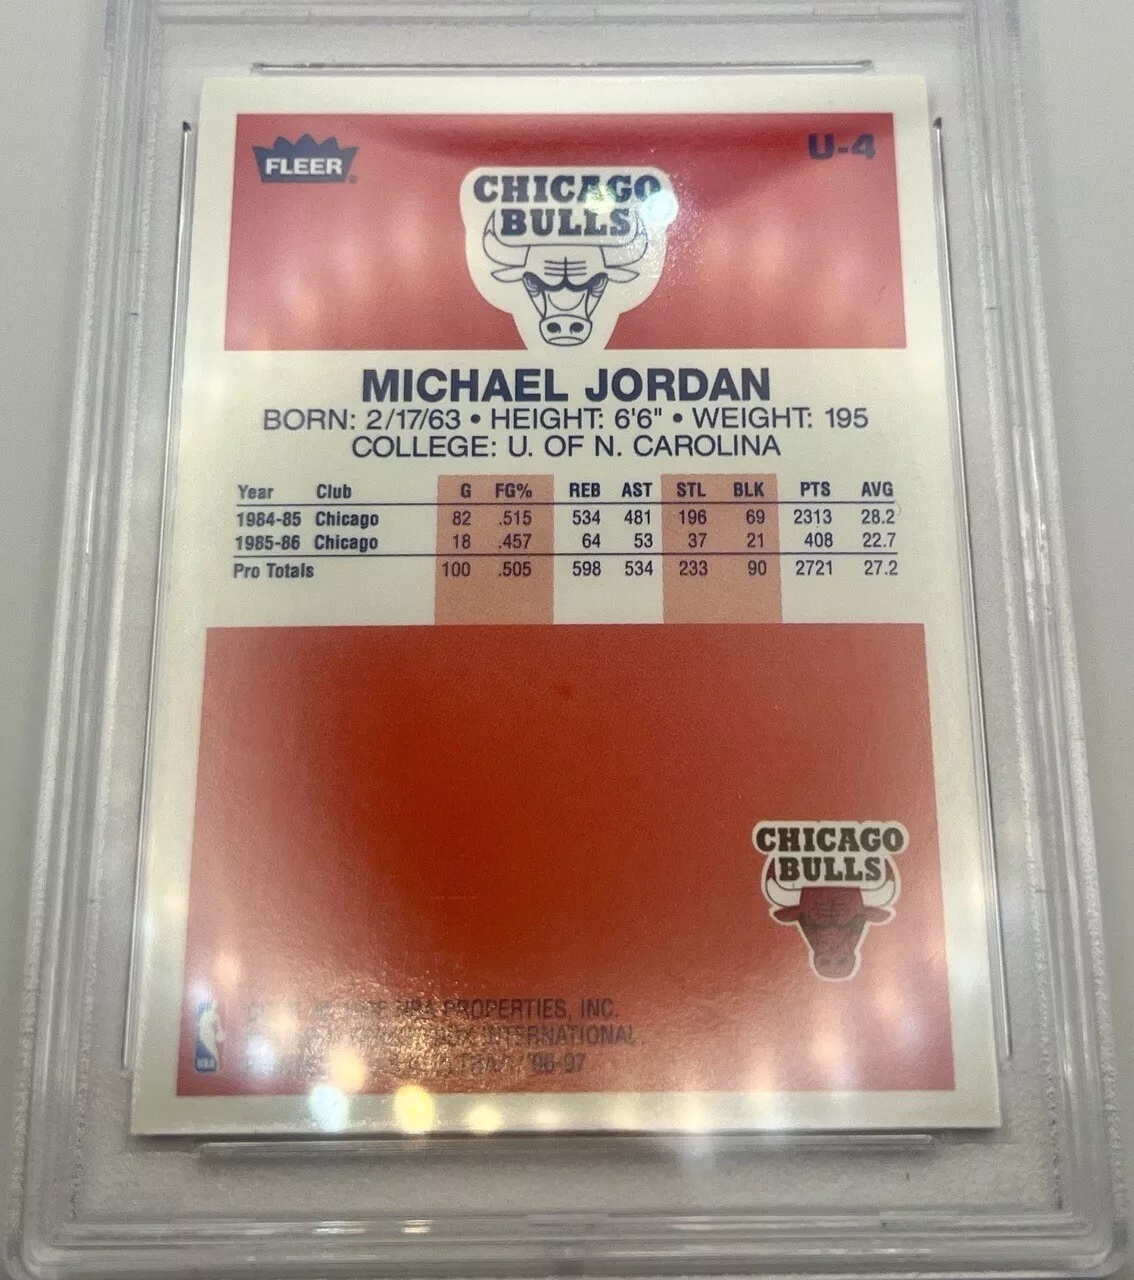 FLEER
U-4
CHICAGO
BULLS
MICHAEL JORDAN
BORN: 2/17/63 • HEIGHT: 6'6" • WEIGHT: 195
COLLEGE: U. OF N. CAROLINA
Year Club G FG% REB AST STL BLK PTS AVG
1984-85 Chicago 82 .515 534 481 196 69 2313 28.2
1985-86 Chicago 18 .457 64 53 37 21 408 22.7
Pro Totals 100 .505 598 534 233 90 2721 27.2
CHICAGO
BULLS
NBA PROPERTIES, INC.
INTERNATIONAL
'96-97
NBA